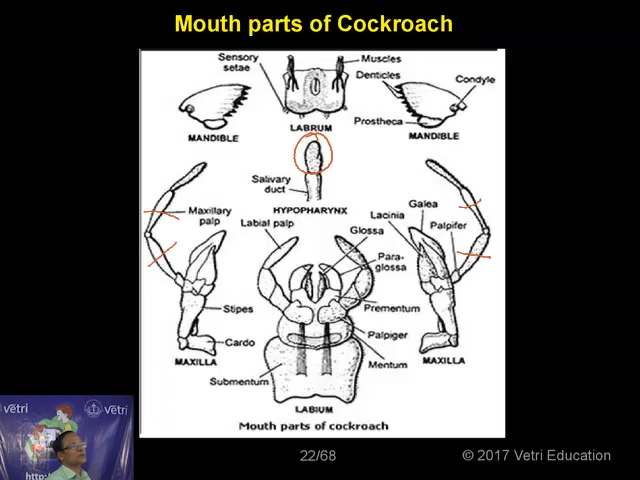 Mouth parts of Cockroach
Sensory setae
Muscles
Denticles
Condyle
Prostheca
MANDIBLE
LABRUM
MANDIBLE
Salivary duct
HYPOPHARYNX
Maxillary palp
Labial palp
Glossa
Lacinia
Galea
Palpifer
Para-glossa
Stipes
Prementum
Cardo
Palpiger
MAXILLA
Mentum
MAXILLA
Submentum
LABIUM
Mouth parts of cockroach
vetri
vetri
22/68
© 2017 Vetri Education